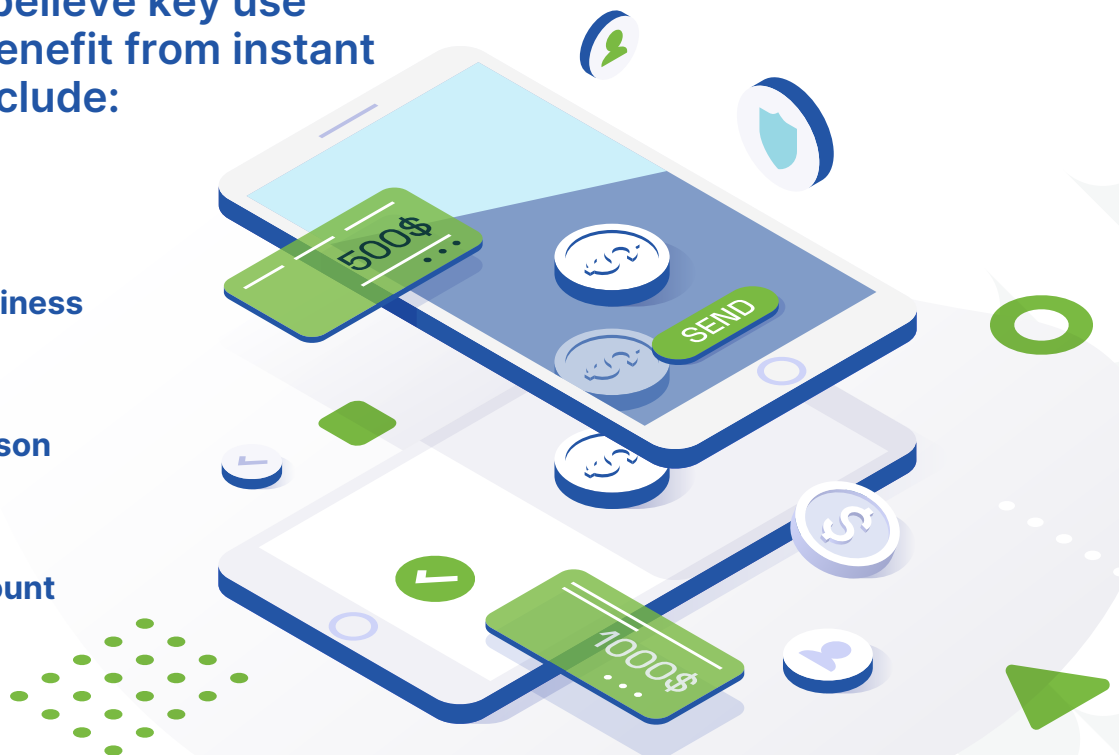 believe key use
enefit from instant
clude:
500$
SEND
iness
son
ount
1000$